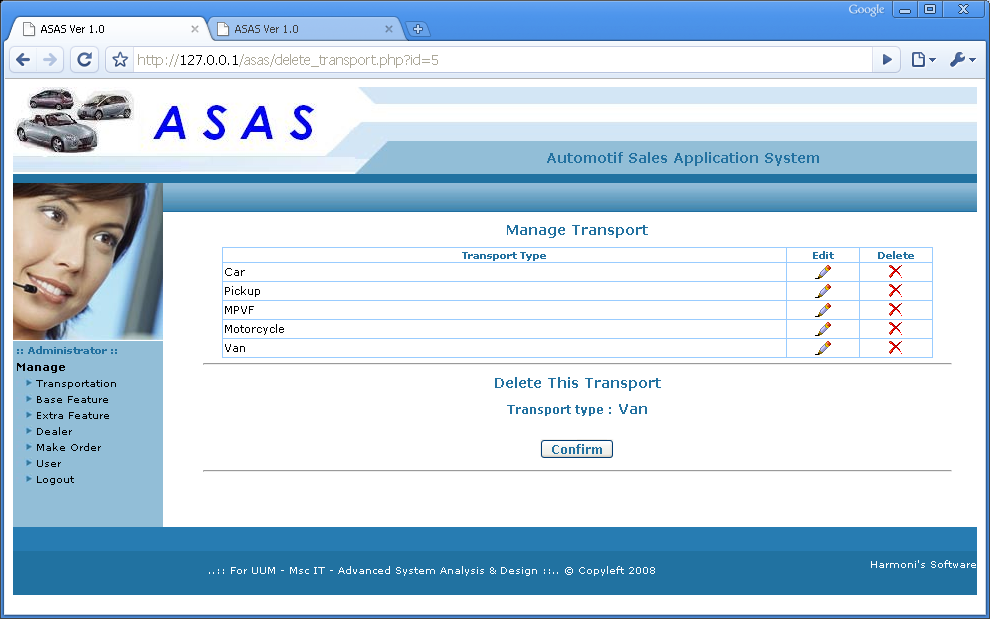 Google
ASAS Ver 1.0
ASAS Ver 1.0
http://127.0.0.1/asas/delete_transport.php?id=5
ASAS
Automotif Sales Application System
Manage Transport
Transport Type Edit Delete
Car
Pickup
MPVF
Motorcycle
Van
:: Administrator ::
Manage
Transportation
Base Feature
Extra Feature
Dealer
Make Order
User
Logout
Delete This Transport
Transport type : Van
Confirm
..:: For UUM - Msc IT - Advanced System Analysis & Design ::.. © Copyleft 2008
Harmoni's Software